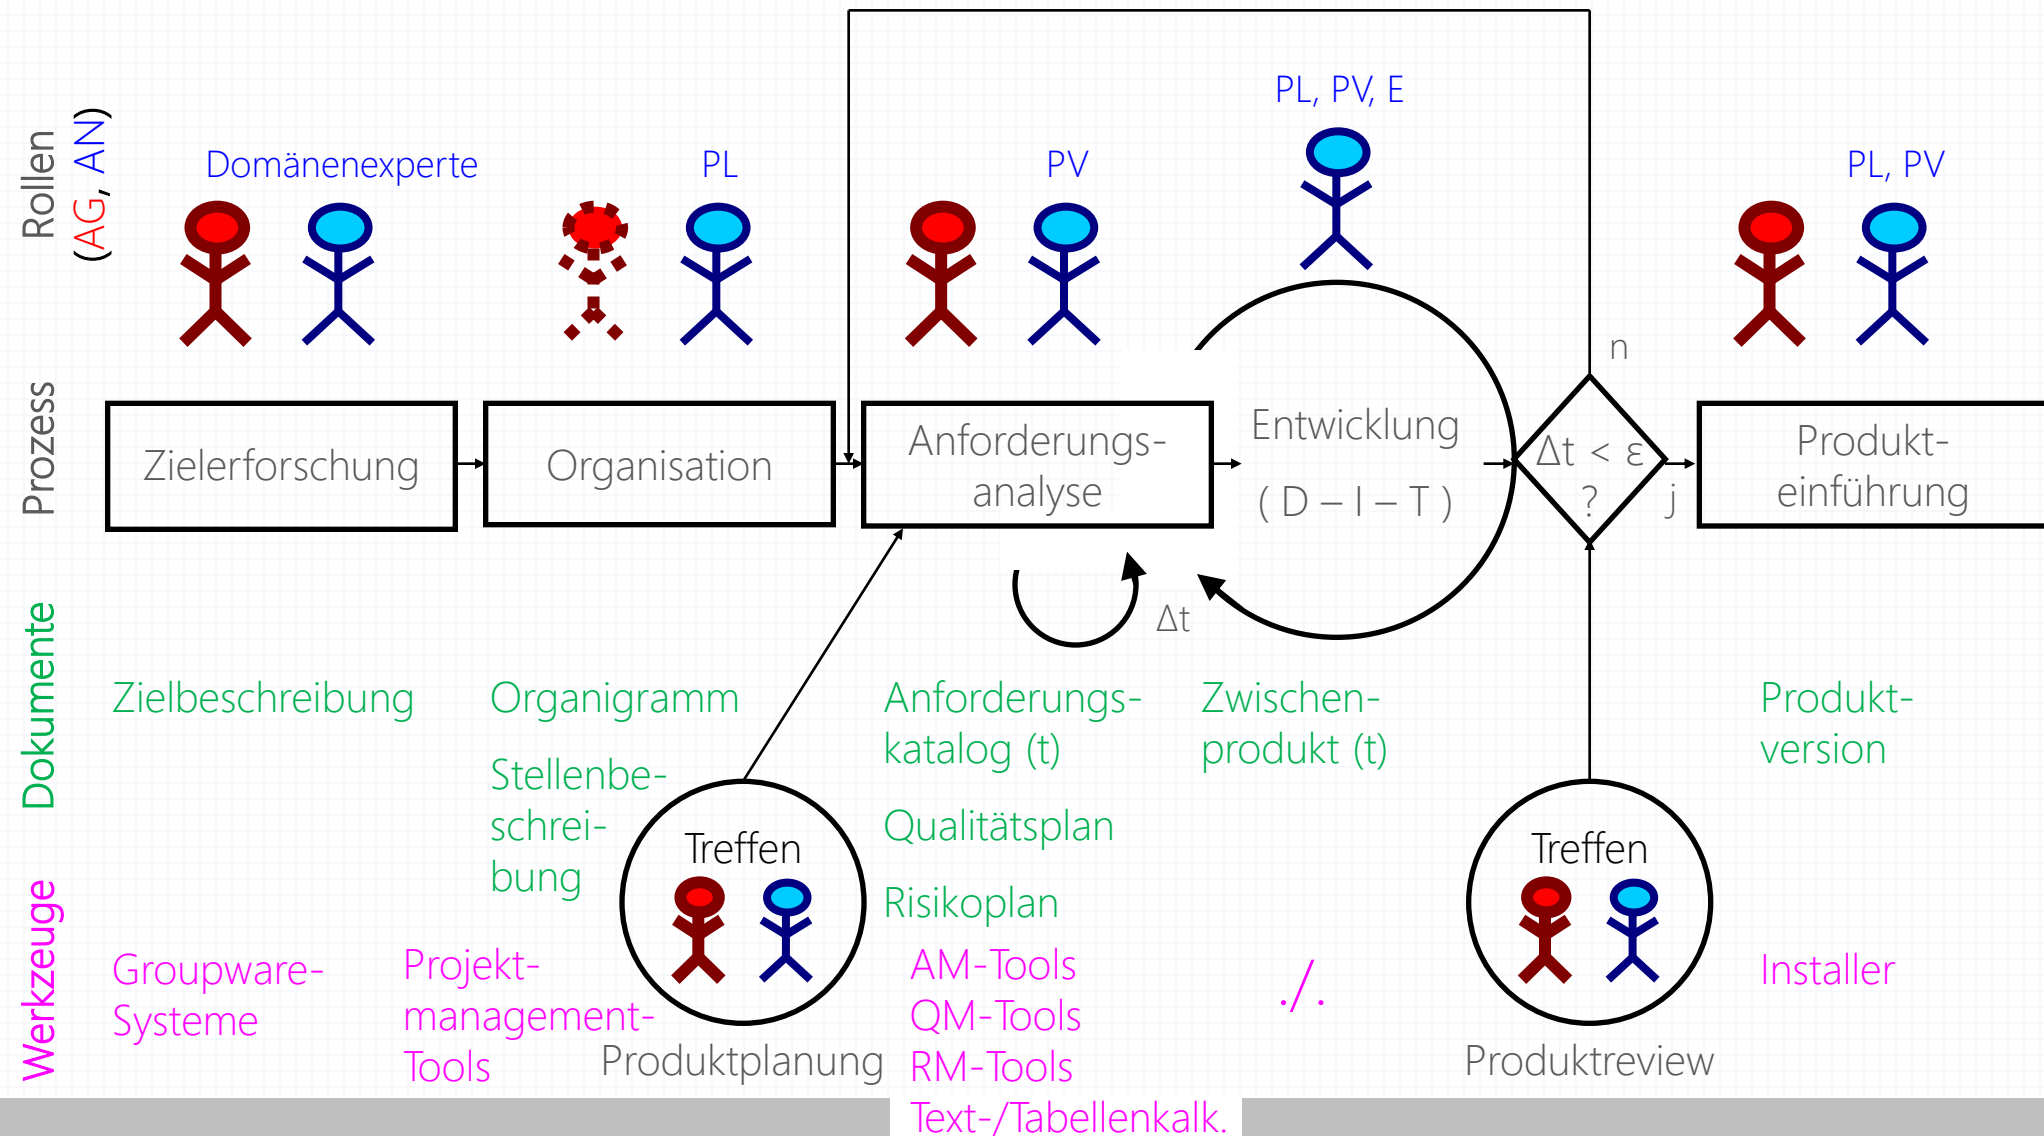 Rollen
(AG, AN)
Domänenexperte
PL
PV
PL, PV, E
PL, PV
Prozess
Zielerforschung
Organisation
Anforderungs-
analyse
Entwicklung
( D – I – T )
Δt < ε
?
n
j
Produkt-
einführung
Δt
Dokumente
Zielbeschreibung
Organigramm
Stellenbe-
schrei-
bung
Anforderungs-
katalog (t)
Qualitätsplan
Risikoplan
Zwischen-
produkt (t)
Produkt-
version
Treffen
Produktplanung
Treffen
Produktreview
Werkzeuge
Groupware-
Systeme
Projekt-
management-
Tools
AM-Tools
QM-Tools
RM-Tools
Text-/Tabellenkalk.
./.
Installer